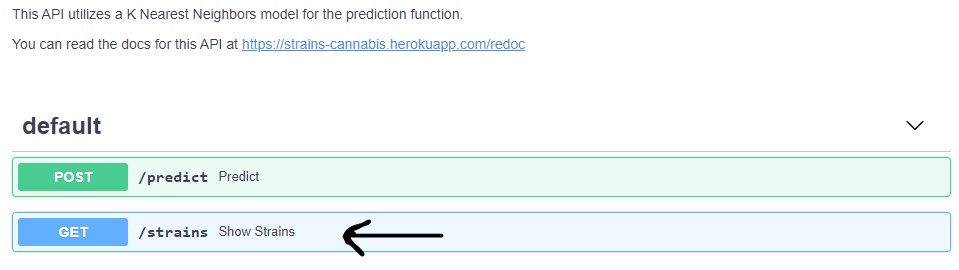 This API utilizes a K Nearest Neighbors model for the prediction function.
You can read the docs for this API at https://strains-cannabis.herokuapp.com/redoc
default
POST /predict Predict
GET /strains Show Strains